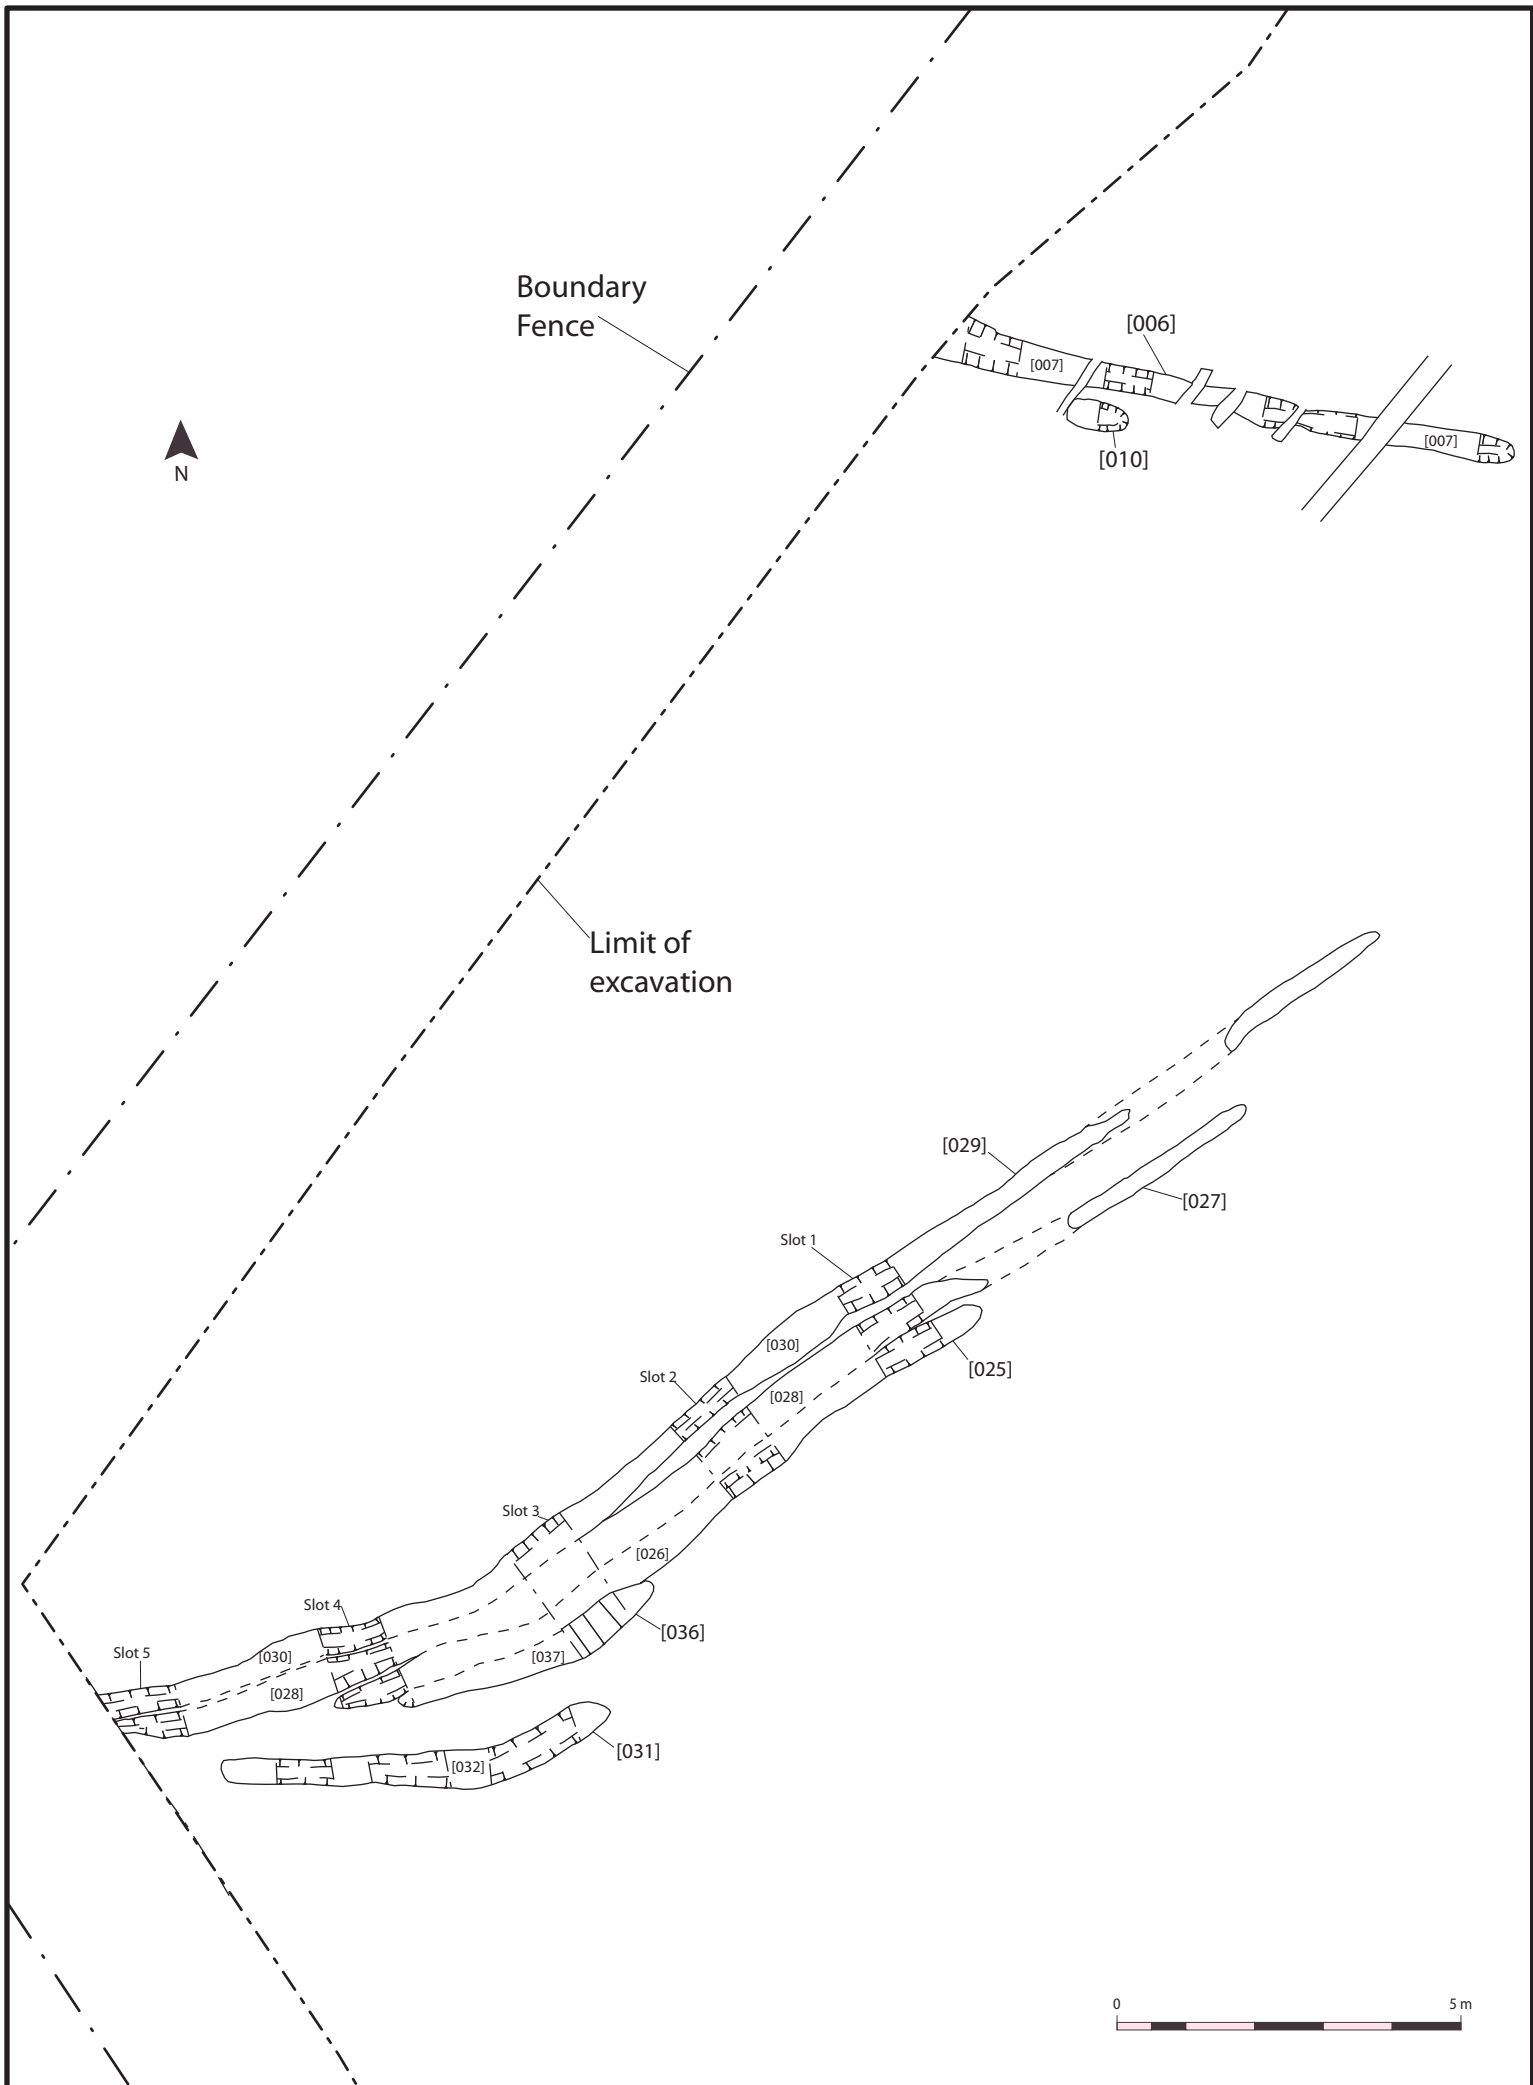 Boundary
Fence
[006]
[007]
[007]
[010]
N
Limit of
excavation
[029]
[027]
Slot 1
[030]
[025]
Slot 2
[028]
Slot 3
[026]
Slot 4
[036]
Slot 5
[030]
[037]
[028]
[031]
[032]
0
5 m